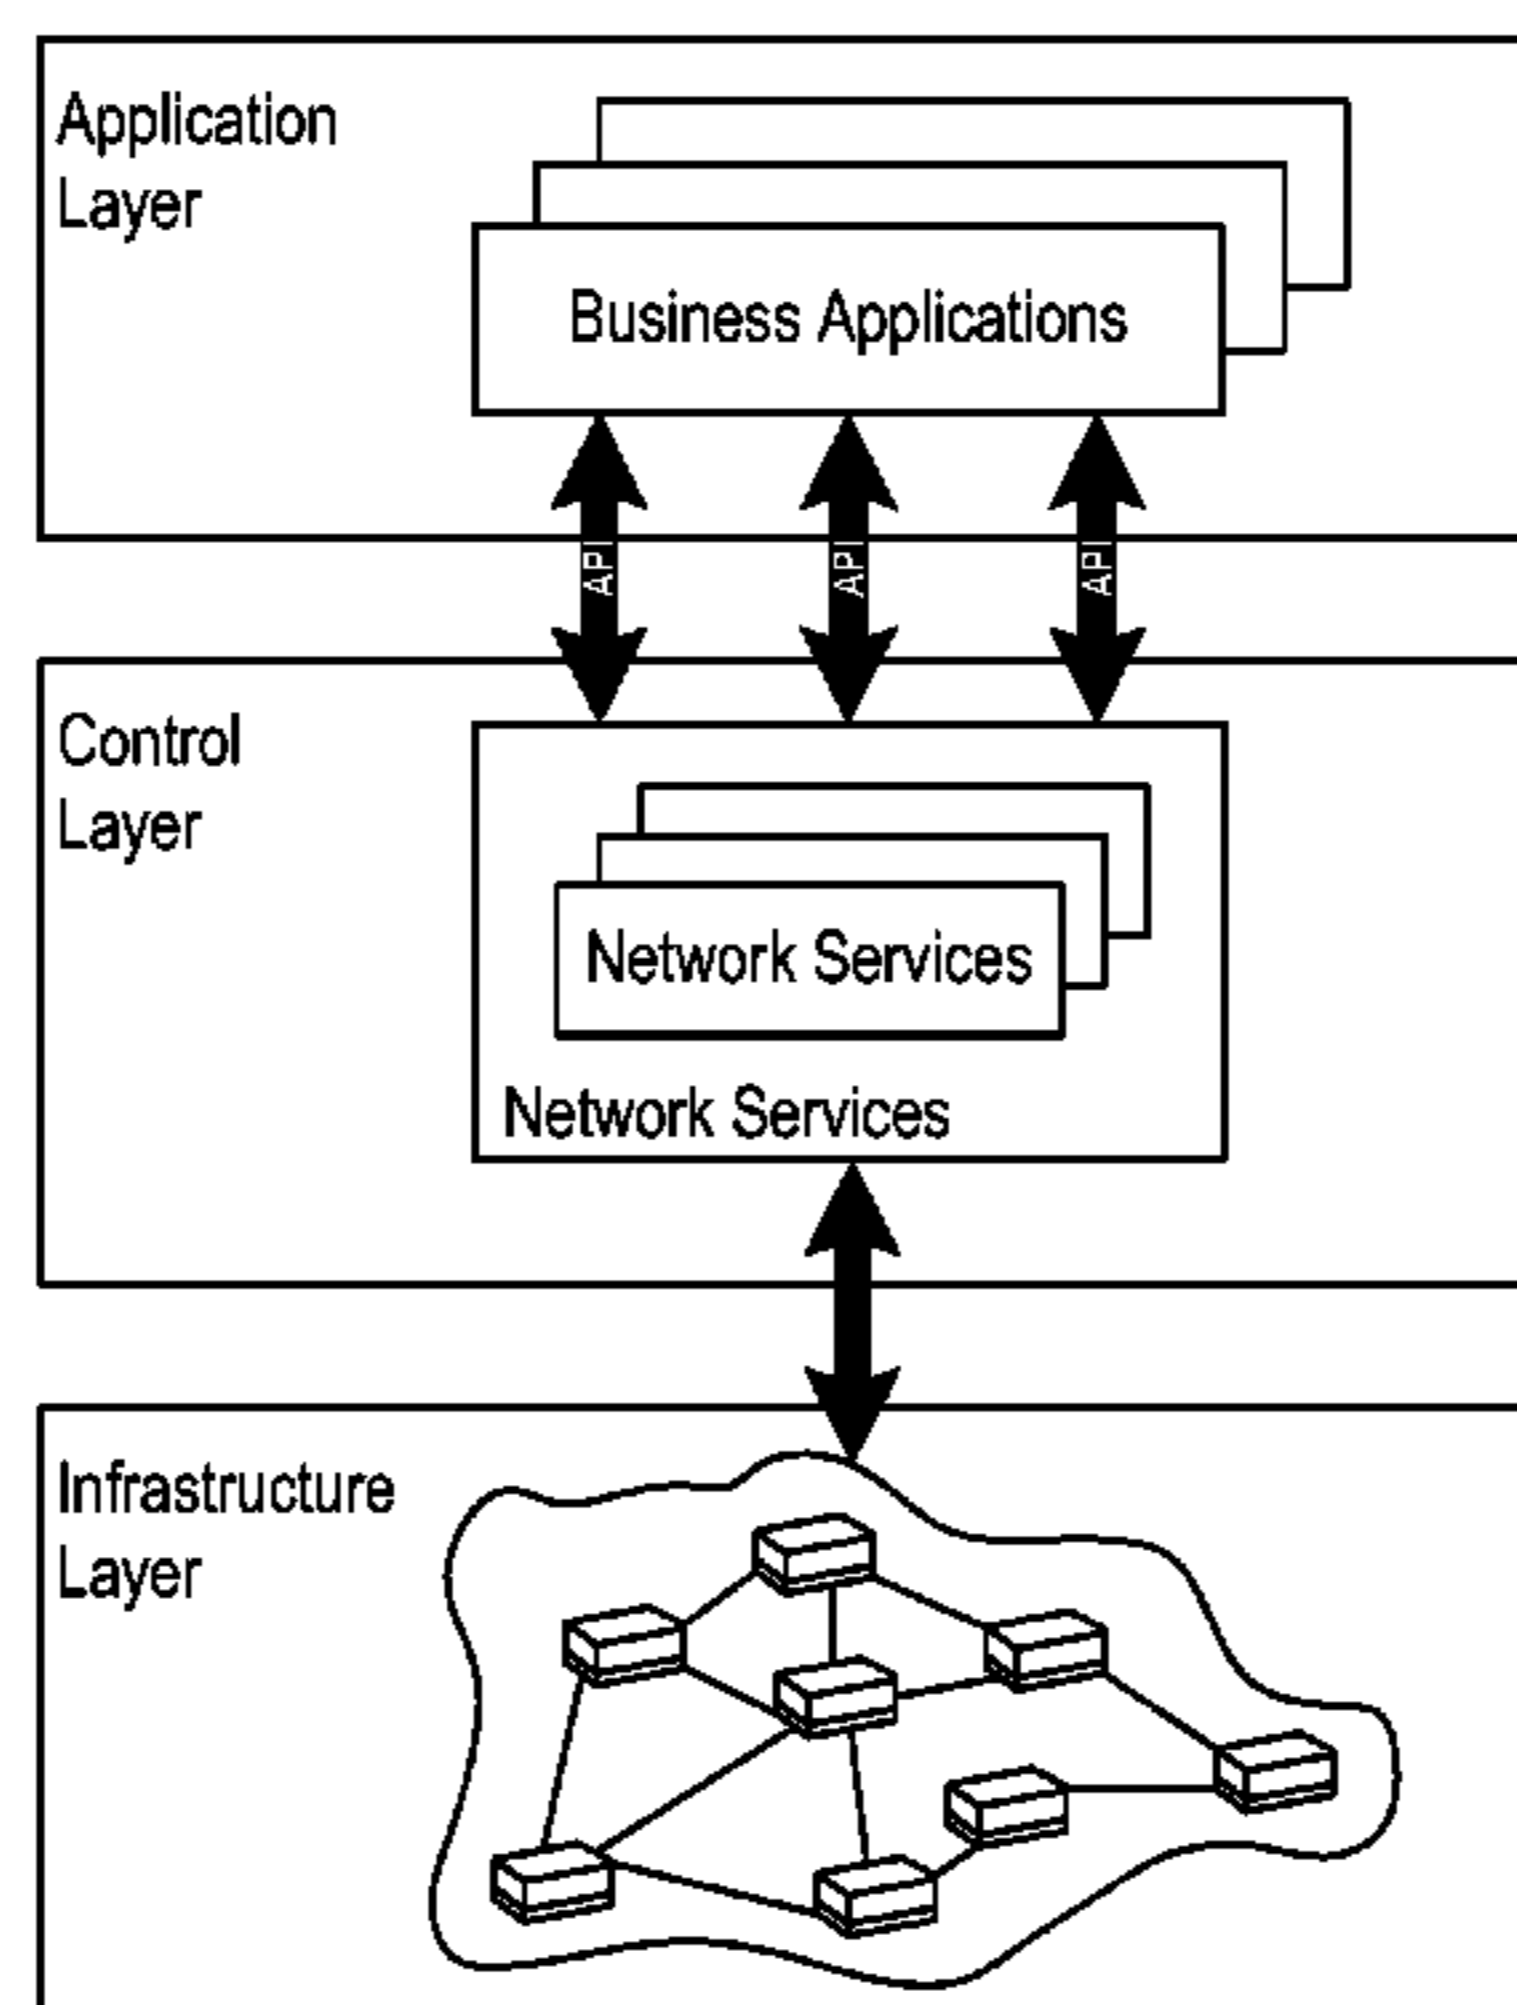 Application
Layer
Business Applications
API
API
API
Control
Layer
Network Services
Network Services
Infrastructure
Layer